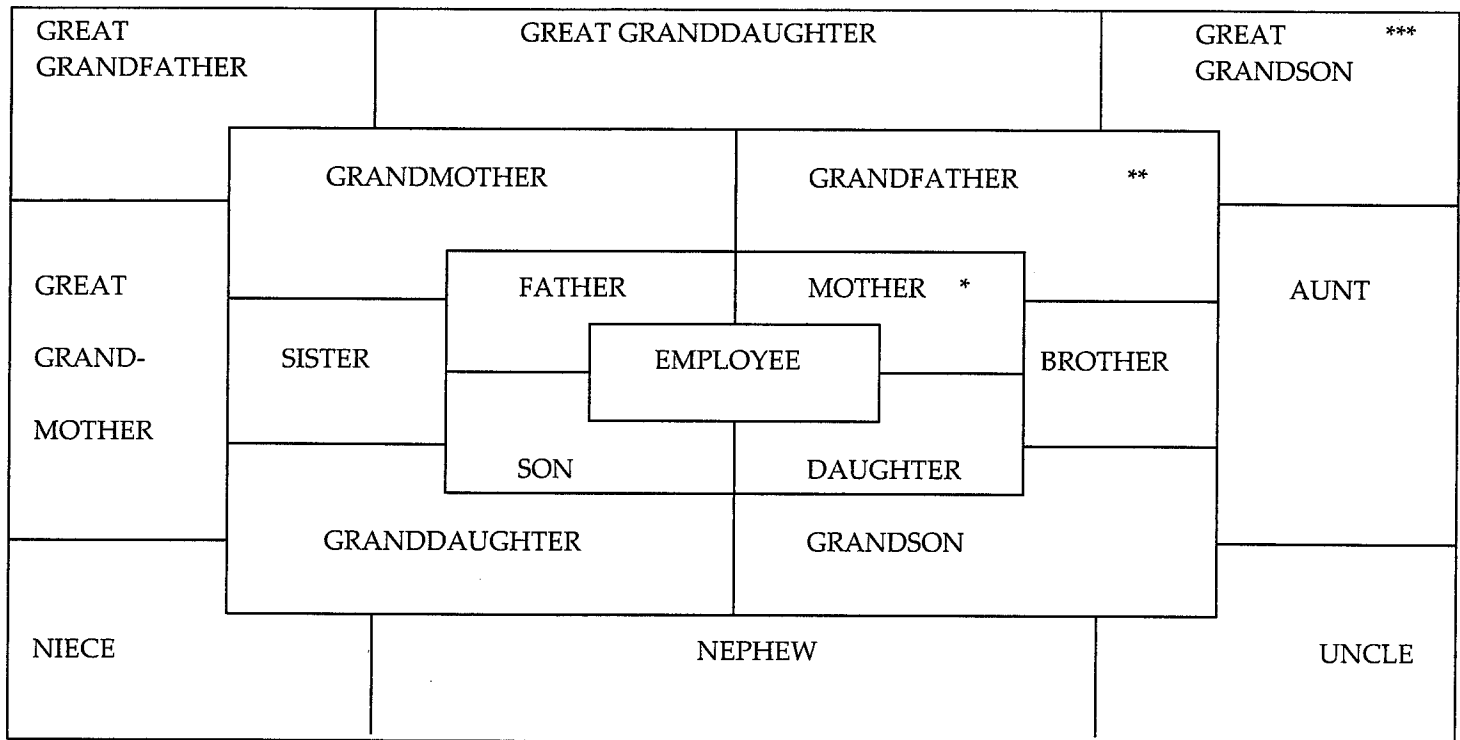 GREAT GRANDDAUGHTER
GREAT ***
GRANDFATHER
GREAT
GRANDSON
GRANDMOTHER
GRANDFATHER **
GREAT
GRAND-
MOTHER
FATHER
MOTHER *
AUNT
SISTER
EMPLOYEE
BROTHER
SON
DAUGHTER
GRANDDAUGHTER
GRANDSON
NIECE
NEPHEW
UNCLE